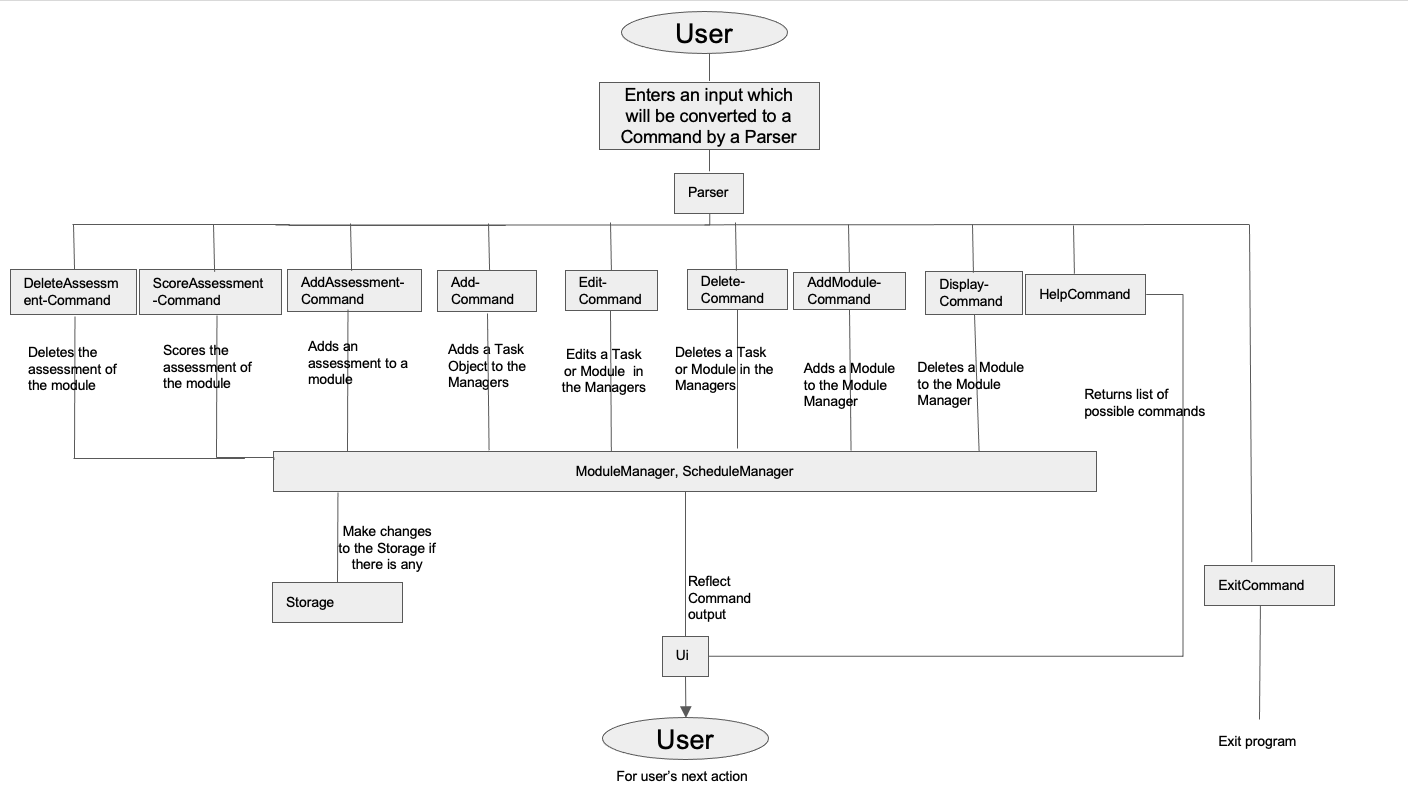 User
Enters an input which
will be converted to a
Command by a Parser
Parser
DeleteAssessm
ent-Command
ScoreAssessment
-Command
AddAssessment-
Command
Add-
Command
Edit-
Command
Delete-
Command
AddModule-
Command
Display-
Command
HelpCommand
Deletes the
assessment of
the module
Scores the
assessment of
the module
Adds an
assessment to a
module
Adds a Task
Object to the
Managers
Edits a Task
or Module in
the Managers
Deletes a Task
or Module in the
Managers
Adds a Module
to the Module
Manager
Deletes a Module
to the Module
Manager
Returns list of
possible commands
ModuleManager, ScheduleManager
Make changes
to the Storage if
there is any
Storage
Reflect
Command
output
ExitCommand
Ui
User
For user's next action
Exit program